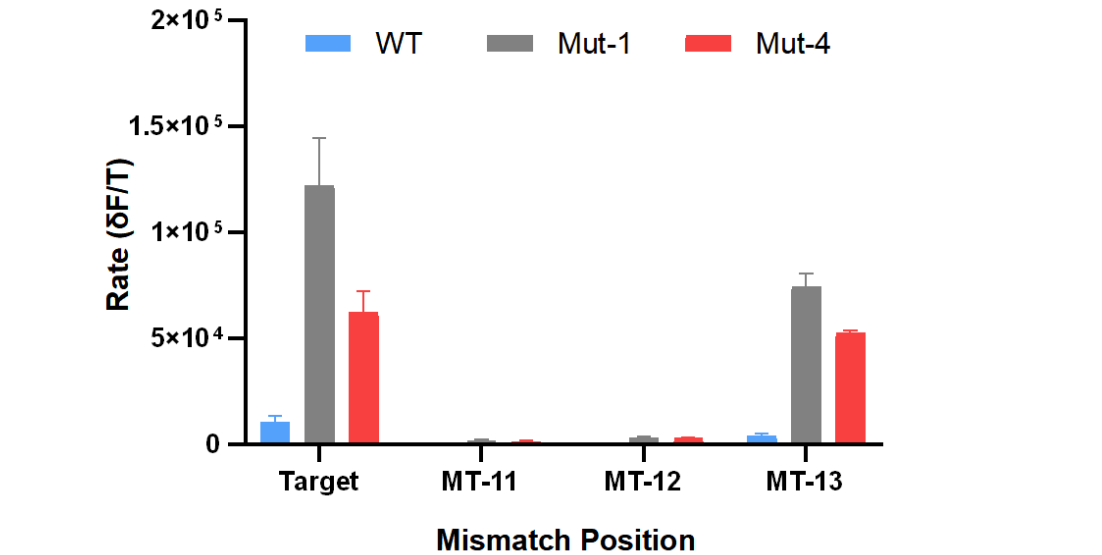 2×10⁵
WT Mut-1 Mut-4
1.5×10⁵
1×10⁵
5×10⁴
0
Rate (δF/T)
Target MT-11 MT-12 MT-13
Mismatch Position